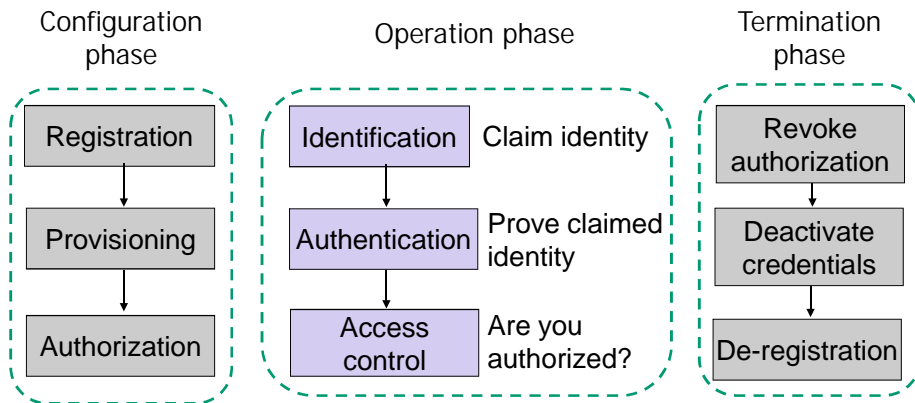 Configuration
phase
Operation phase
Termination
phase
Registration
Provisioning
Authorization
Identification
Claim identity
Authentication
Prove claimed
identity
Access
control
Are you
authorized?
Revoke
authorization
Deactivate
credentials
De-registration